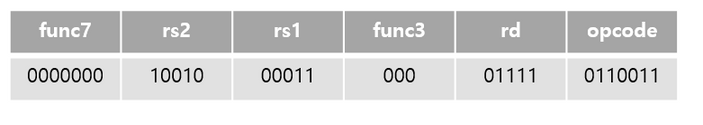 func7 rs2 rs1 func3 rd opcode
0000000 10010 00011 000 01111 0110011